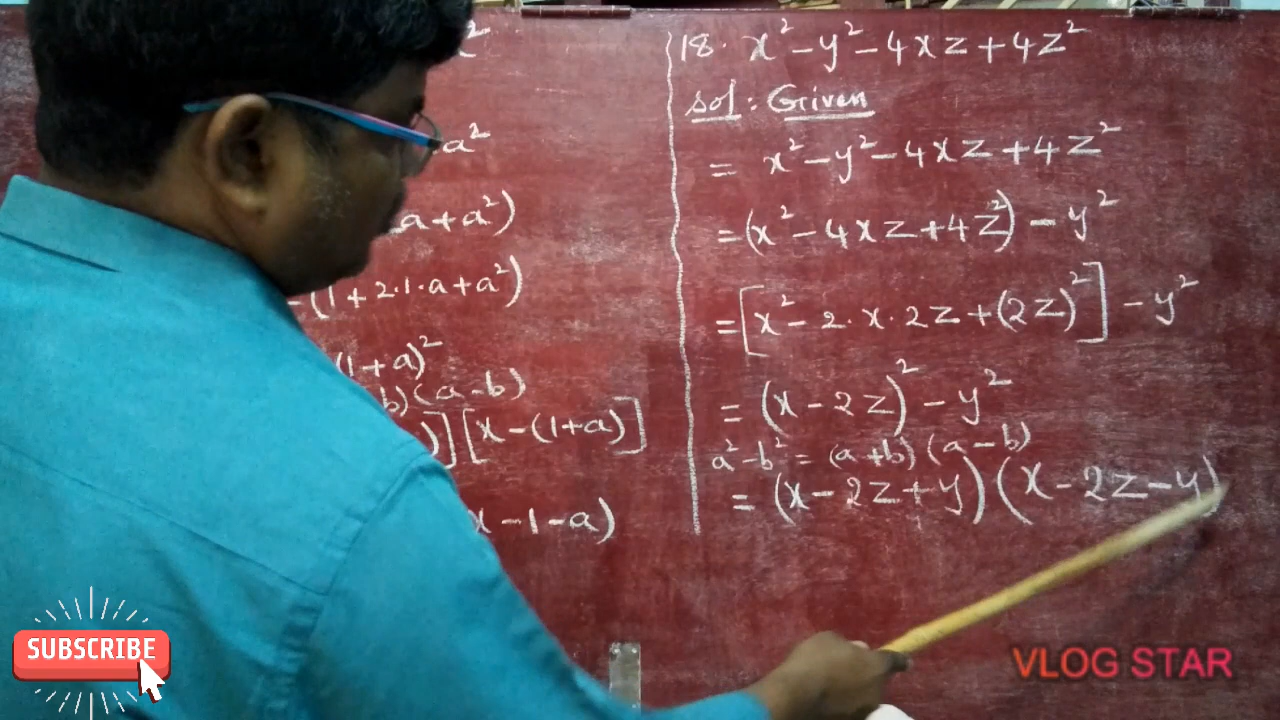 ²
a²
a + a²)
- (1 + 2·1·a + a²)
(1 + a)²
b) (a - b)
)] [x - (1+a)]
x - 1 - a)
18. x² - y² - 4xz + 4z²
Sol: Given
= x² - y² - 4xz + 4z²
= (x² - 4xz + 4z²) - y²
= [x² - 2·x·2z + (2z)²] - y²
= (x - 2z)² - y²
a² - b² = (a+b) (a - b)
= (x - 2z + y) (x - 2z - y)
SUBSCRIBE
VLOG STAR